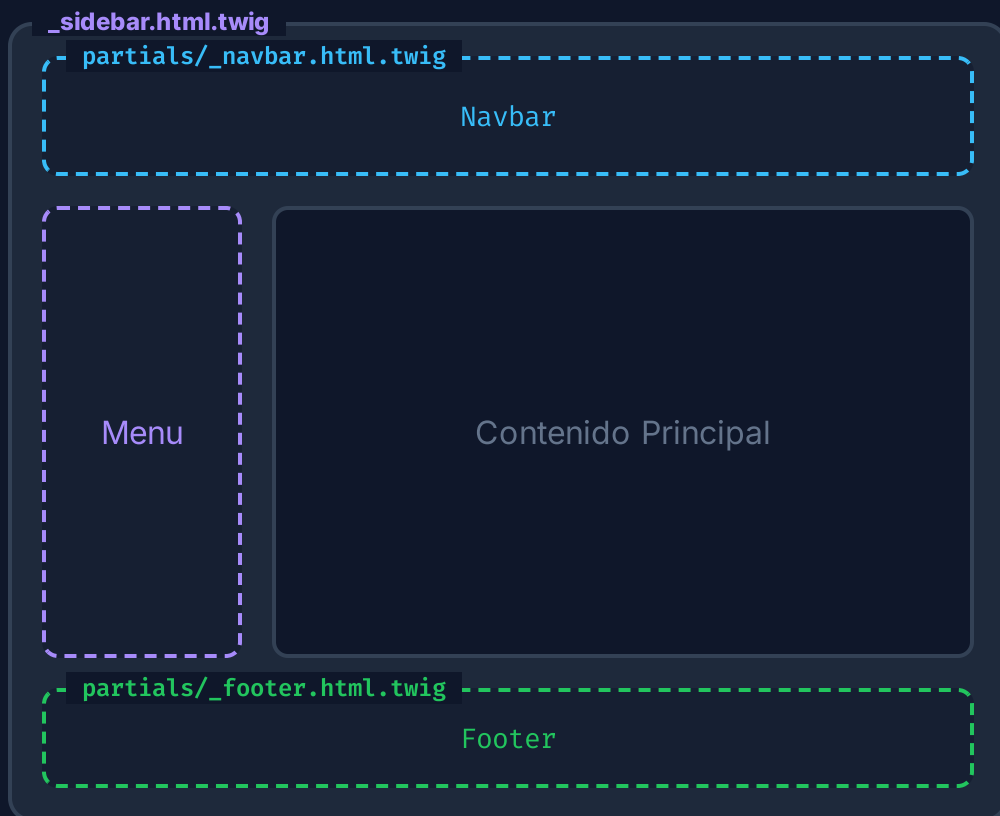 _sidebar.html.twig
partials/_navbar.html.twig
Navbar
Menu
Contenido Principal
partials/_footer.html.twig
Footer